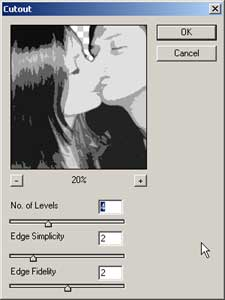 Cutout
OK
Cancel
- 20% +
No. of Levels 4
Edge Simplicity 2
Edge Fidelity 2